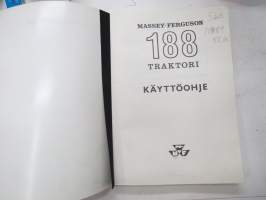 MASSEY-FERGUSON
188
TRAKTORI
KÄYTTÖOHJE